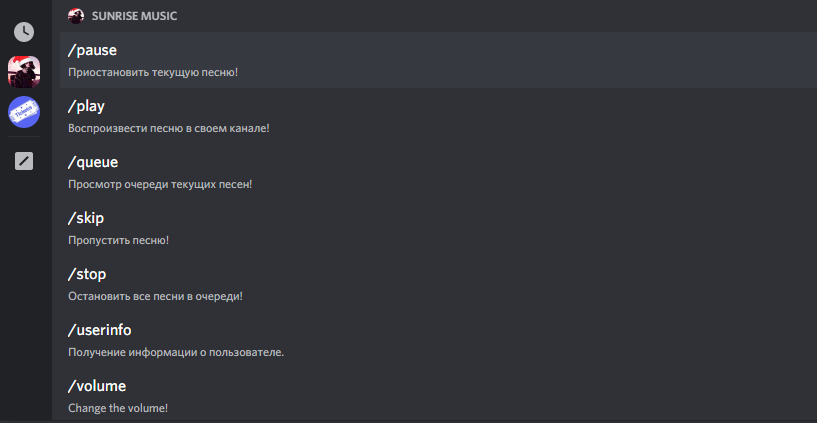 SUNRISE MUSIC
/pause
Приостановить текущую песню!
/play
Воспроизвести песню в своем канале!
/queue
Просмотр очереди текущих песен!
/skip
Пропустить песню!
/stop
Остановить все песни в очереди!
/userinfo
Получение информации о пользователе.
/volume
Change the volume!